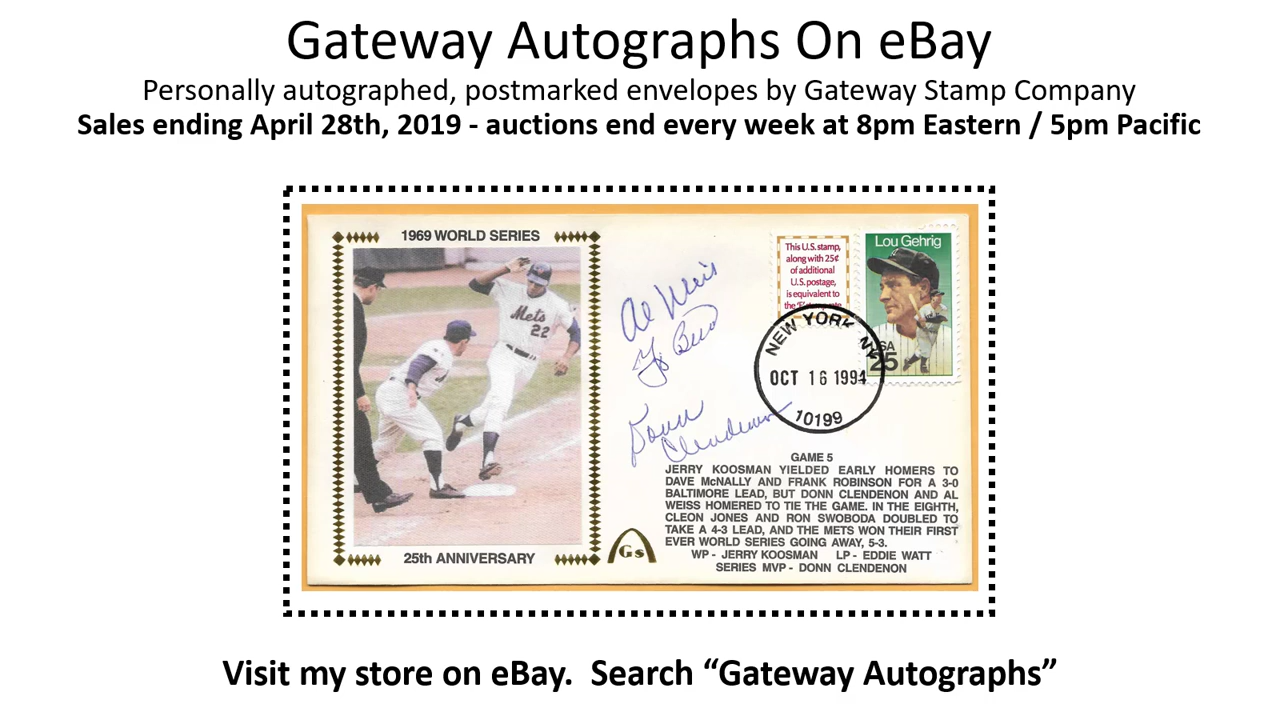 Gateway Autographs On eBay
Personally autographed, postmarked envelopes by Gateway Stamp Company
Sales ending April 28th, 2019 - auctions end every week at 8pm Eastern / 5pm Pacific
1969 WORLD SERIES
Mets
22
25th ANNIVERSARY
Al Weis
Donn
Clendenon
This U.S. stamp,
along with 25¢
of additional
U.S. postage,
is equivalent to
the
Lou Gehrig
USA
25
NEW YORK NY
OCT 16 1994
10199
GAME 5
JERRY KOOSMAN YIELDED EARLY HOMERS TO
DAVE McNALLY AND FRANK ROBINSON FOR A 3-0
BALTIMORE LEAD, BUT DONN CLENDENON AND AL
WEISS HOMERED TO TIE THE GAME. IN THE EIGHTH,
CLEON JONES AND RON SWOBODA DOUBLED TO
TAKE A 4-3 LEAD, AND THE METS WON THEIR FIRST
EVER WORLD SERIES GOING AWAY, 5-3.
WP - JERRY KOOSMAN LP - EDDIE WATT
SERIES MVP - DONN CLENDENON
Gs
Visit my store on eBay. Search “Gateway Autographs”